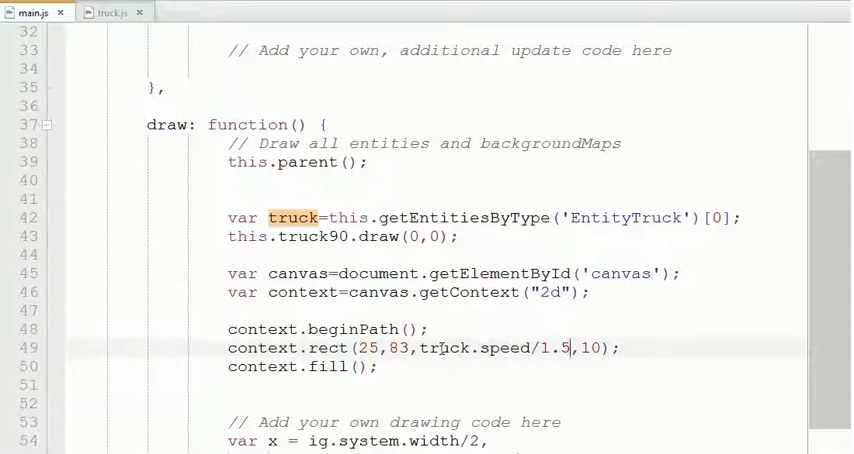 main.js x truck.js x
32
33 // Add your own, additional update code here
34
35 },
36
37 draw: function() {
38 // Draw all entities and backgroundMaps
39 this.parent();
40
41
42 var truck=this.getEntitiesByType('EntityTruck')[0];
43 this.truck90.draw(0,0);
44
45 var canvas=document.getElementById('canvas');
46 var context=canvas.getContext("2d");
47
48 context.beginPath();
49 context.rect(25,83,truck.speed/1.5,10);
50 context.fill();
51
52
53 // Add your own drawing code here
54 var x = ig.system.width/2,